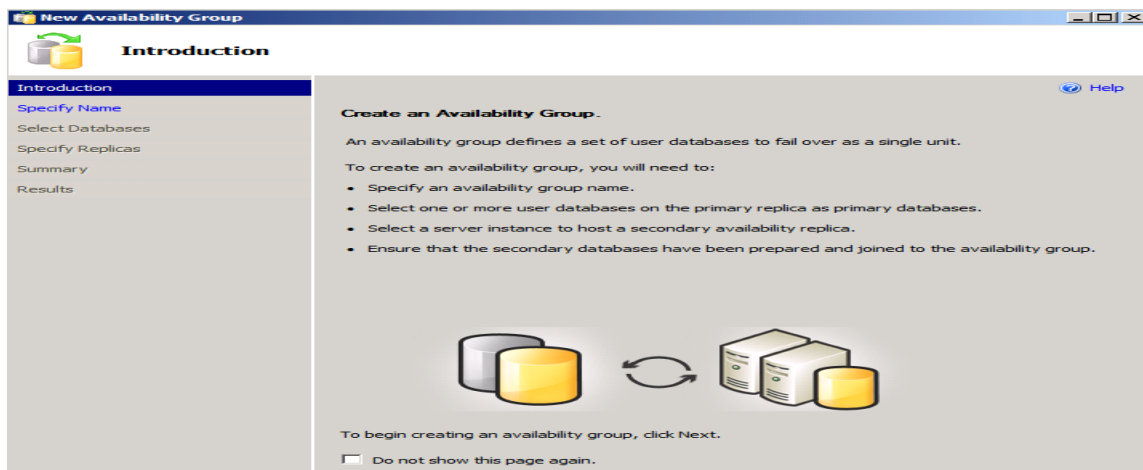 New Availability Group
Introduction
Introduction
Specify Name
Select Databases
Specify Replicas
Summary
Results
Help
Create an Availability Group.
An availability group defines a set of user databases to fail over as a single unit.
To create an availability group, you will need to:
• Specify an availability group name.
• Select one or more user databases on the primary replica as primary databases.
• Select a server instance to host a secondary availability replica.
• Ensure that the secondary databases have been prepared and joined to the availability group.
To begin creating an availability group, click Next.
Do not show this page again.